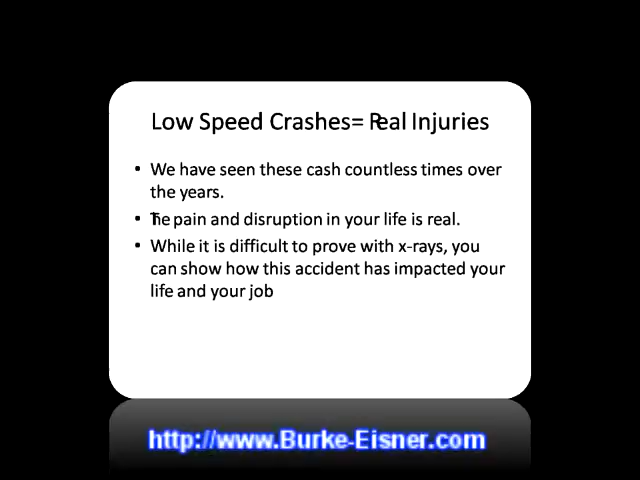 Low Speed Crashes= Real Injuries
• We have seen these cash countless times over
the years.
• The pain and disruption in your life is real.
• While it is difficult to prove with x-rays, you
can show how this accident has impacted your
life and your job
http://www.Burke-Eisner.com